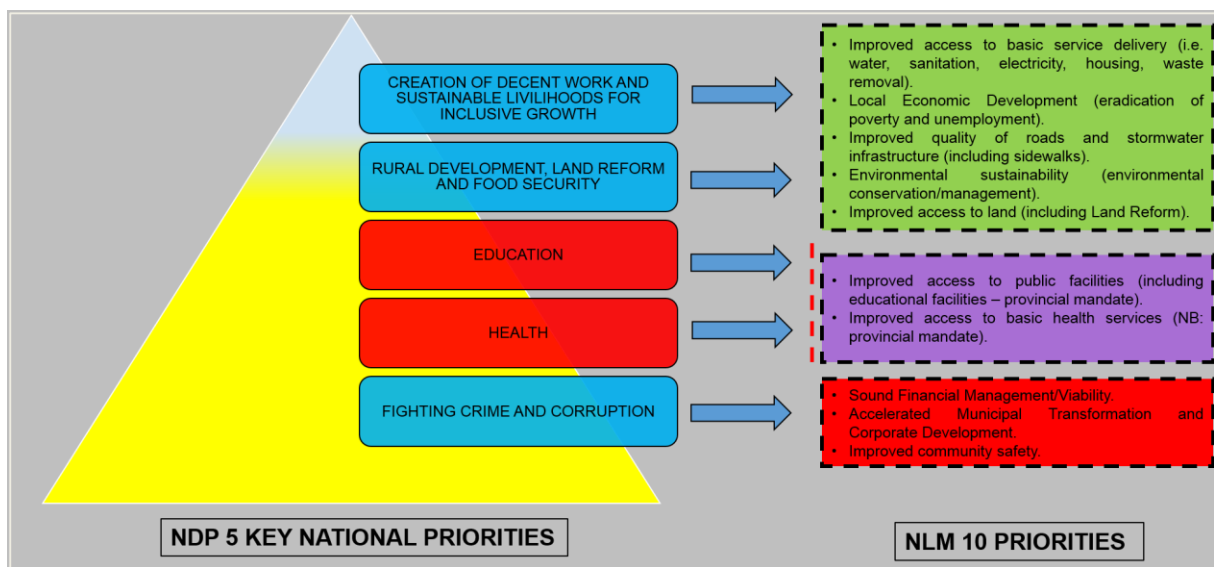 CREATION OF DECENT WORK AND
SUSTAINABLE LIVILIHOODS FOR
INCLUSIVE GROWTH
RURAL DEVELOPMENT, LAND REFORM
AND FOOD SECURITY
EDUCATION
HEALTH
FIGHTING CRIME AND CORRUPTION
NDP 5 KEY NATIONAL PRIORITIES
• Improved access to basic service delivery (i.e.
water, sanitation, electricity, housing, waste
removal).
• Local Economic Development (eradication of
poverty and unemployment).
• Improved quality of roads and stormwater
infrastructure (including sidewalks).
• Environmental sustainability (environmental
conservation/management).
• Improved access to land (including Land Reform).
• Improved access to public facilities (including
educational facilities – provincial mandate).
• Improved access to basic health services (NB:
provincial mandate).
• Sound Financial Management/Viability.
• Accelerated Municipal Transformation and
Corporate Development.
• Improved community safety.
NLM 10 PRIORITIES